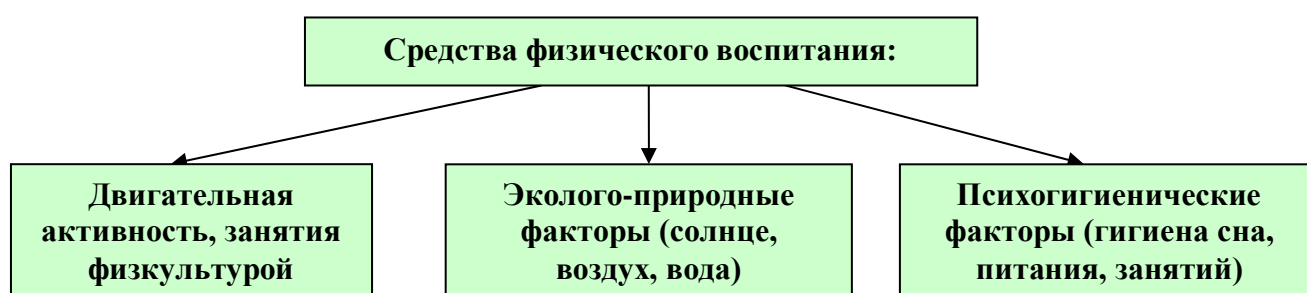 Средства физического воспитания:
Двигательная
активность, занятия
физкультурой
Эколого-природные
факторы (солнце,
воздух, вода)
Психогигиенические
факторы (гигиена сна,
питания, занятий)